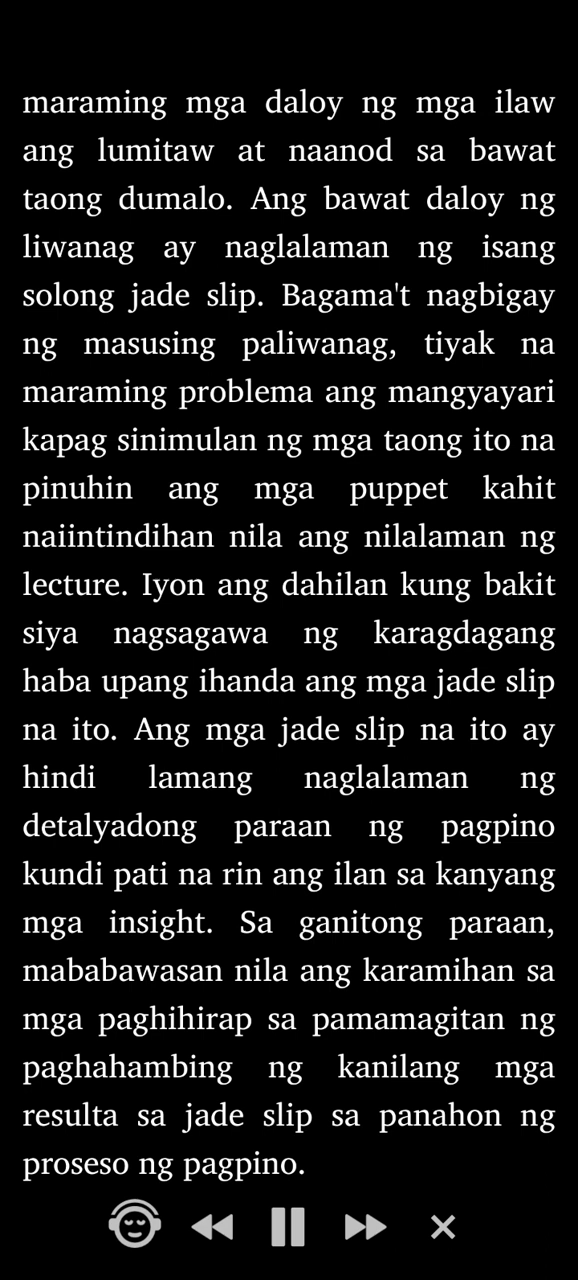 maraming mga daloy ng mga ilaw
ang lumitaw at naanod sa bawat
taong dumalo. Ang bawat daloy ng
liwanag ay naglalaman ng isang
solong jade slip. Bagama't nagbigay
ng masusing paliwanag, tiyak na
maraming problema ang mangyayari
kapag sinimulan ng mga taong ito na
pinuhin ang mga puppet kahit
naiintindihan nila ang nilalaman ng
lecture. Iyon ang dahilan kung bakit
siya nagsagawa ng karagdagang
haba upang ihanda ang mga jade slip
na ito. Ang mga jade slip na ito ay
hindi lamang naglalaman ng
detalyadong paraan ng pagpino
kundi pati na rin ang ilan sa kanyang
mga insight. Sa ganitong paraan,
mababawasan nila ang karamihan sa
mga paghihirap sa pamamagitan ng
paghahambing ng kanilang mga
resulta sa jade slip sa panahon ng
proseso ng pagpino.